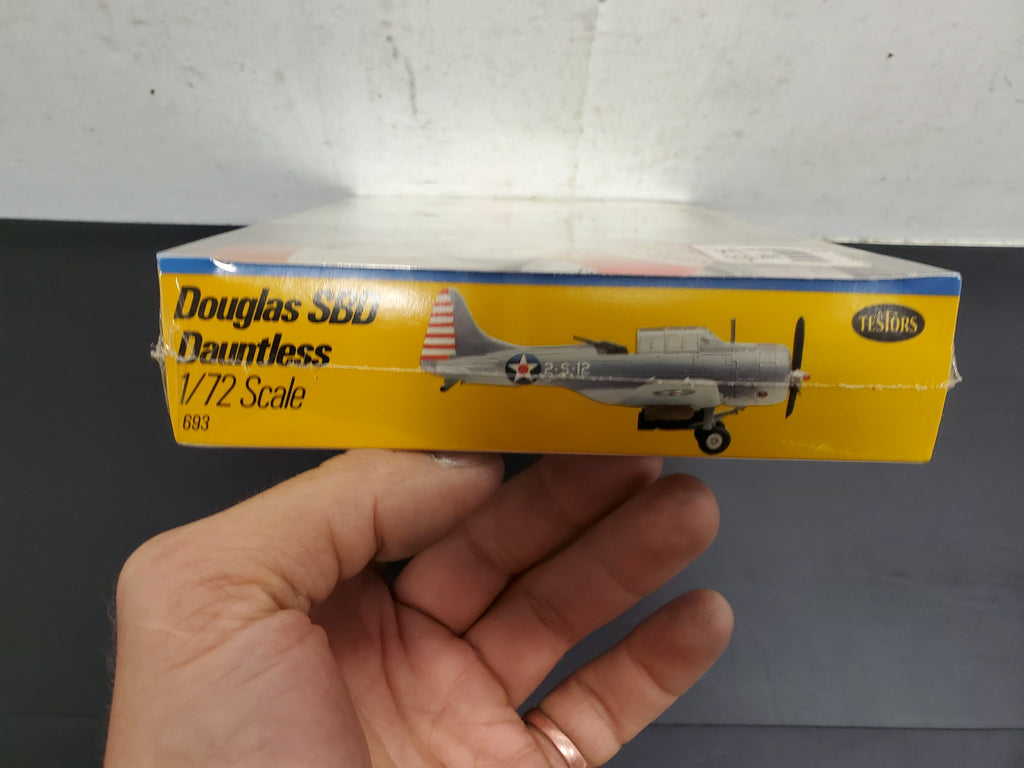 Douglas SBD
Dauntless
1/72 Scale
693
2-S-12
TESTORS